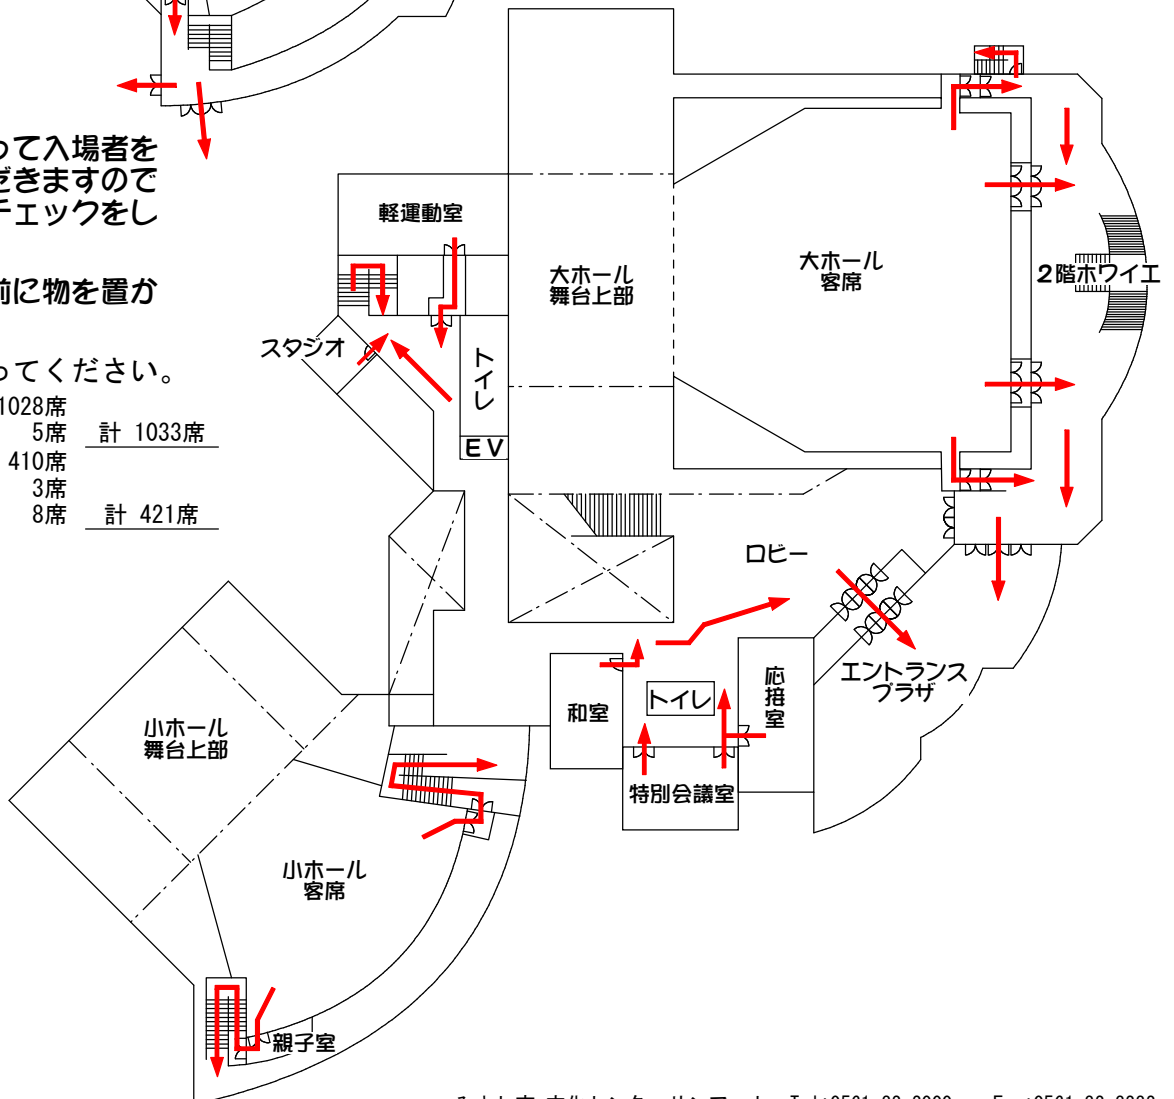 って入場者を
だきますので
チェックをし
前に物を置か
ってください。
1028席
5席 計 1033席
410席
3席
8席 計 421席
軽運動室
大ホール
舞台上部
大ホール
客席
2階ホワイエ
スタジオ
トイレ
EV
ロビー
エントランス
プラザ
応接室
和室
トイレ
特別会議室
小ホール
舞台上部
小ホール
客席
親子室